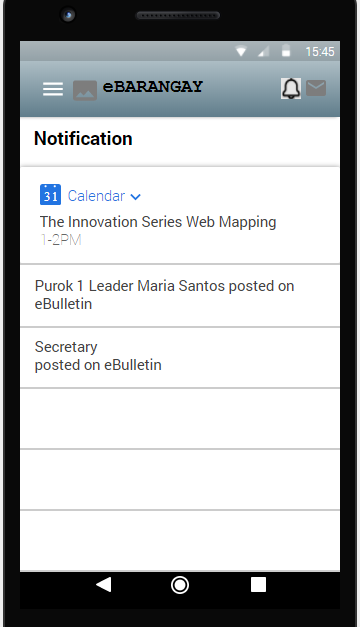 15:45
eBARANGAY
Notification
31 Calendar
The Innovation Series Web Mapping
1-2PM
Purok 1 Leader Maria Santos posted on
eBulletin
Secretary
posted on eBulletin